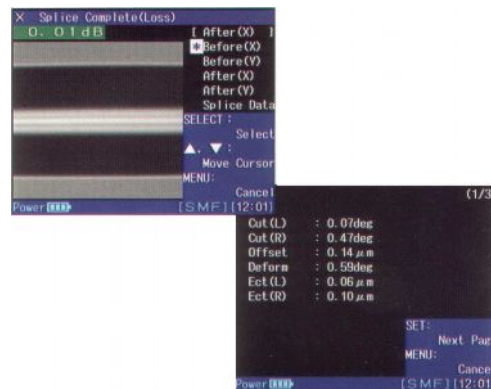 X Splice Complete(Loss)
0.01dB
[ After(X) ]
*Before(X)
Before(Y)
After(X)
After(Y)
Splice Data
SELECT:
Select
▲, ▼:
Move Cursor
MENU:
Cancel
Power [SMF][12:01]
(1/3
Cut(L) : 0.07deg
Cut(R) : 0.47deg
Offset : 0.14μm
Deform : 0.59deg
Ect(L) : 0.06μm
Ect(R) : 0.10μm
SET:
Next Pag
MENU:
Cance
Power [SMF][12:01